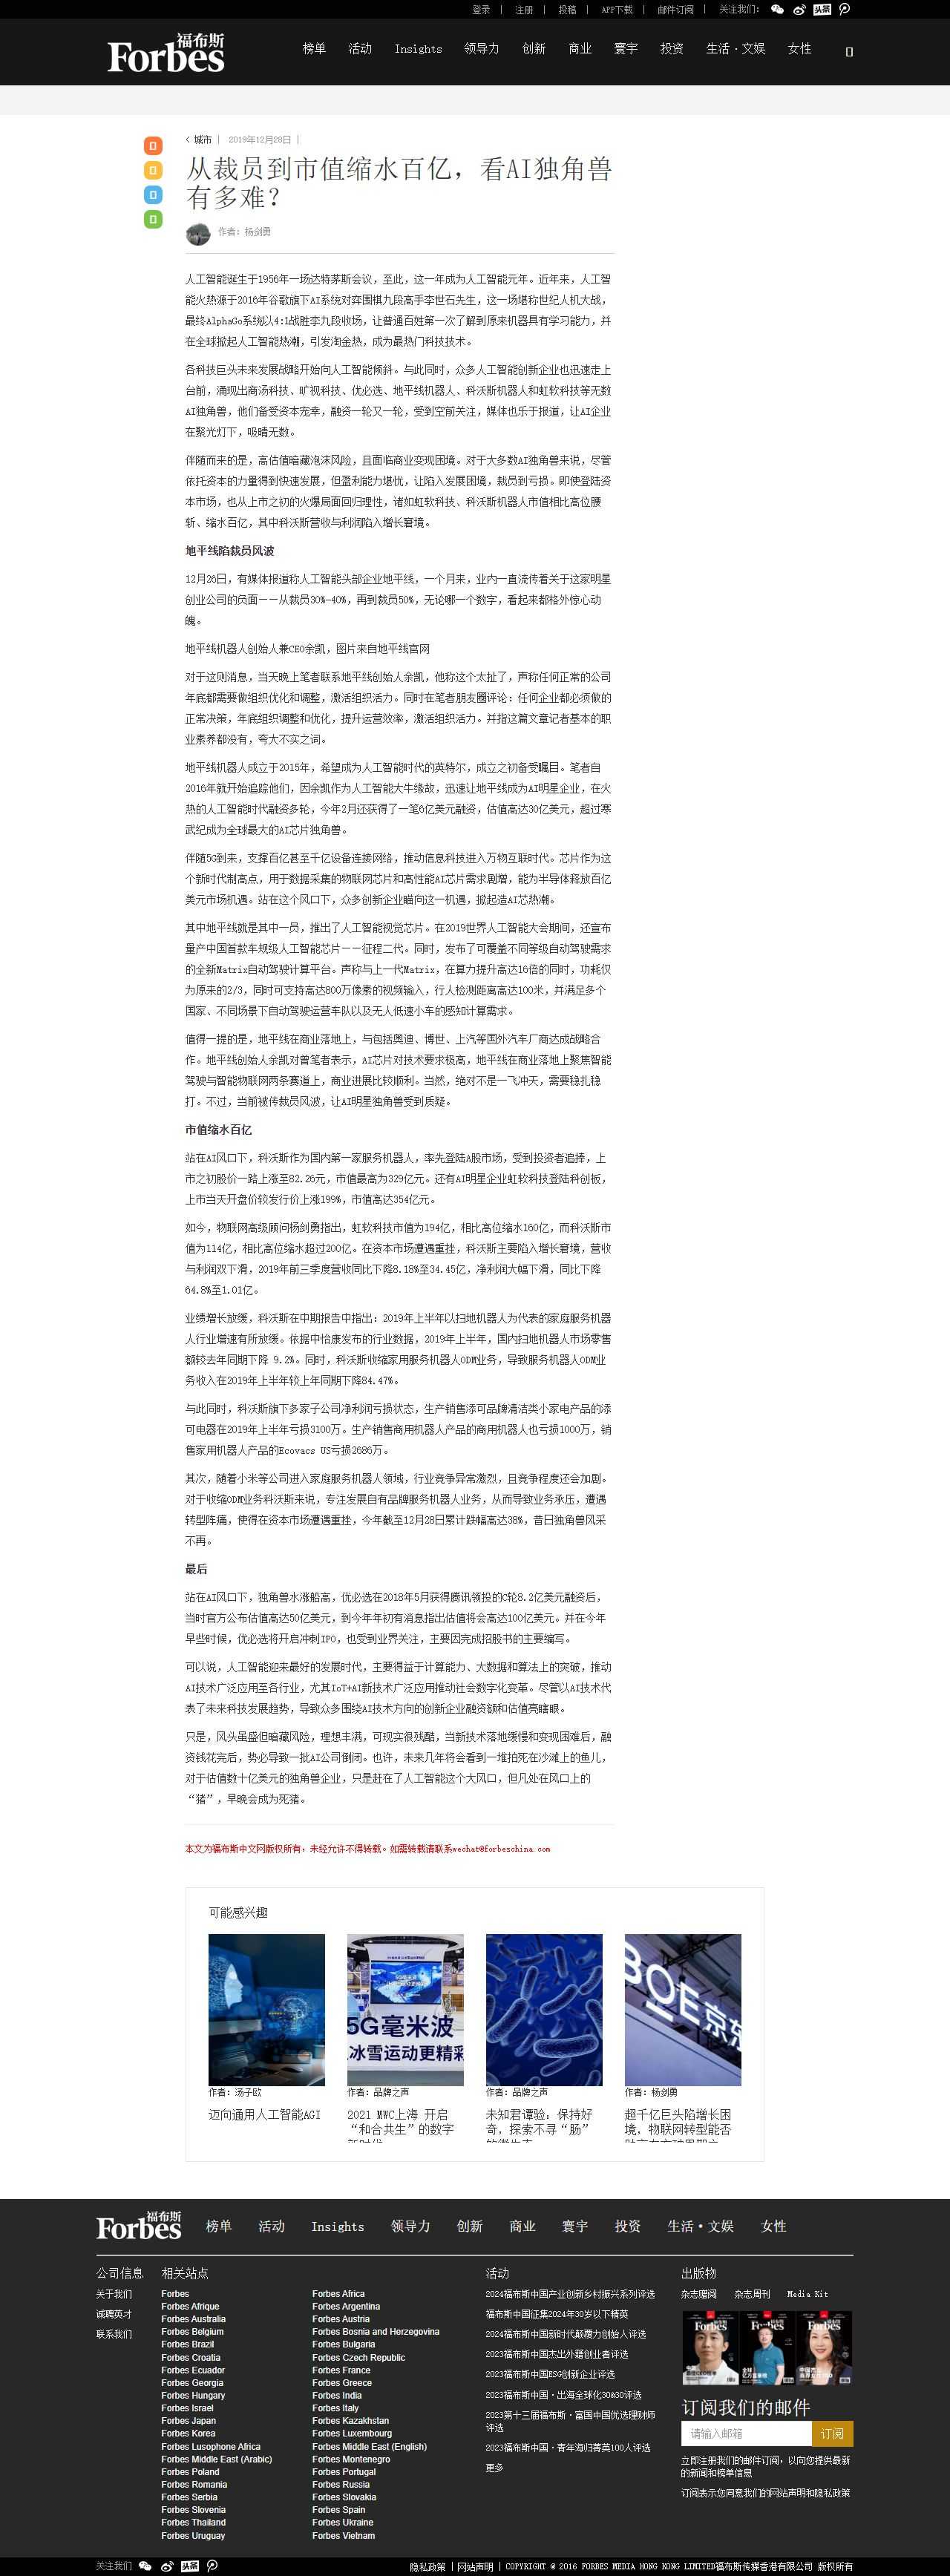 登录 | 注册 | 投稿 | APP下载 | 邮件订阅 | 关注我们: 头条
福布斯
Forbes
榜单 活动 Insights 领导力 创新 商业 寰宇 投资 生活·文娱 女性
< 城市 | 2019年12月28日 |
从裁员到市值缩水百亿，看AI独角兽
有多难？
作者: 杨剑勇
人工智能诞生于1956年一场达特茅斯会议，至此，这一年成为人工智能元年。近年来，人工智
能火热源于2016年谷歌旗下AI系统对弈围棋九段高手李世石先生，这一场堪称世纪人机大战，
最终AlphaGo系统以4:1战胜李九段收场，让普通百姓第一次了解到原来机器具有学习能力，并
在全球掀起人工智能热潮，引发淘金热，成为最热门科技技术。
各科技巨头未来发展战略开始向人工智能倾斜。与此同时，众多人工智能创新企业也迅速走上
台前，涌现出商汤科技、旷视科技、优必选、地平线机器人、科沃斯机器人和虹软科技等无数
AI独角兽，他们备受资本宠幸，融资一轮又一轮，受到空前关注，媒体也乐于报道，让AI企业
在聚光灯下，吸睛无数。
伴随而来的是，高估值暗藏泡沫风险，且面临商业变现困境。对于大多数AI独角兽来说，尽管
依托资本的力量得到快速发展，但盈利能力堪忧，让陷入发展困境，裁员到亏损。即使登陆资
本市场，也从上市之初的火爆局面回归理性，诸如虹软科技、科沃斯机器人市值相比高位腰
斩、缩水百亿，其中科沃斯营收与利润陷入增长窘境。
地平线陷裁员风波
12月26日，有媒体报道称人工智能头部企业地平线，一个月来，业内一直流传着关于这家明星
创业公司的负面——从裁员30%-40%，再到裁员50%，无论哪一个数字，看起来都格外惊心动
魄。
地平线机器人创始人兼CEO余凯，图片来自地平线官网
对于这则消息，当天晚上笔者联系地平线创始人余凯，他称这个太扯了，声称任何正常的公司
年底都需要做组织优化和调整，激活组织活力。同时在笔者朋友圈评论：任何企业都必须做的
正常决策，年底组织调整和优化，提升运营效率，激活组织活力。并指这篇文章记者基本的职
业素养都没有，夸大不实之词。
地平线机器人成立于2015年，希望成为人工智能时代的英特尔，成立之初备受瞩目。笔者自
2016年就开始追踪他们，因余凯作为人工智能大牛缘故，迅速让地平线成为AI明星企业，在火
热的人工智能时代融资多轮，今年2月还获得了一笔6亿美元融资，估值高达30亿美元，超过寒
武纪成为全球最大的AI芯片独角兽。
伴随5G到来，支撑百亿甚至千亿设备连接网络，推动信息科技进入万物互联时代。芯片作为这
个新时代制高点，用于数据采集的物联网芯片和高性能AI芯片需求剧增，能为半导体释放百亿
美元市场机遇。站在这个风口下，众多创新企业瞄向这一机遇，掀起造AI芯热潮。
其中地平线就是其中一员，推出了人工智能视觉芯片。在2019世界人工智能大会期间，还宣布
量产中国首款车规级人工智能芯片——征程二代。同时，发布了可覆盖不同等级自动驾驶需求
的全新Matrix自动驾驶计算平台。声称与上一代Matrix，在算力提升高达16倍的同时，功耗仅
为原来的2/3，同时可支持高达800万像素的视频输入，行人检测距离高达100米，并满足多个
国家、不同场景下自动驾驶运营车队以及无人低速小车的感知计算需求。
值得一提的是，地平线在商业落地上，与包括奥迪、博世、上汽等国外汽车厂商达成战略合
作。地平线创始人余凯对曾笔者表示，AI芯片对技术要求极高，地平线在商业落地上聚焦智能
驾驶与智能物联网两条赛道上，商业进展比较顺利。当然，绝对不是一飞冲天，需要稳扎稳
打。不过，当前被传裁员风波，让AI明星独角兽受到质疑。
市值缩水百亿
站在AI风口下，科沃斯作为国内第一家服务机器人，率先登陆A股市场，受到投资者追捧，上
市之初股价一路上涨至82.26元，市值最高为329亿元。还有AI明星企业虹软科技登陆科创板，
上市当天开盘价较发行价上涨199%，市值高达354亿元。
如今，物联网高级顾问杨剑勇指出，虹软科技市值为194亿，相比高位缩水160亿，而科沃斯市
值为114亿，相比高位缩水超过200亿。在资本市场遭遇重挫，科沃斯主要陷入增长窘境，营收
与利润双下滑，2019年前三季度营收同比下降8.18%至34.45亿，净利润大幅下滑，同比下降
64.8%至1.01亿。
业绩增长放缓，科沃斯在中期报告中指出：2019年上半年以扫地机器人为代表的家庭服务机器
人行业增速有所放缓。依据中怡康发布的行业数据，2019年上半年，国内扫地机器人市场零售
额较去年同期下降 9.2%。同时，科沃斯收缩家用服务机器人ODM业务，导致服务机器人ODM业
务收入在2019年上半年较上年同期下降84.47%。
与此同时，科沃斯旗下多家子公司净利润亏损状态，生产销售添可品牌清洁类小家电产品的添
可电器在2019年上半年亏损3100万。生产销售商用机器人产品的商用机器人也亏损1000万，销
售家用机器人产品的Ecovacs US亏损2686万。
其次，随着小米等公司进入家庭服务机器人领域，行业竞争异常激烈，且竞争程度还会加剧。
对于收缩ODM业务科沃斯来说，专注发展自有品牌服务机器人业务，从而导致业务承压，遭遇
转型阵痛，使得在资本市场遭遇重挫，今年截至12月28日累计跌幅高达38%，昔日独角兽风采
不再。
最后
站在AI风口下，独角兽水涨船高，优必选在2018年5月获得腾讯领投的C轮8.2亿美元融资后，
当时官方公布估值高达50亿美元，到今年年初有消息指出估值将会高达100亿美元。并在今年
早些时候，优必选将开启冲刺IPO，也受到业界关注，主要因完成招股书的主要编写。
可以说，人工智能迎来最好的发展时代，主要得益于计算能力、大数据和算法上的突破，推动
AI技术广泛应用至各行业，尤其IoT+AI新技术广泛应用推动社会数字化变革。尽管以AI技术代
表了未来科技发展趋势，导致众多围绕AI技术方向的创新企业融资额和估值亮瞎眼。
只是，风头虽盛但暗藏风险，理想丰满，可现实很残酷，当新技术落地缓慢和变现困难后，融
资钱花完后，势必导致一批AI公司倒闭。也许，未来几年将会看到一堆拍死在沙滩上的鱼儿，
对于估值数十亿美元的独角兽企业，只是赶在了人工智能这个大风口，但凡处在风口上的
“猪”，早晚会成为死猪。
本文为福布斯中文网版权所有，未经允许不得转载。如需转载请联系wechat@forbeschina.com
可能感兴趣
5G毫米波
冰雪运动更精彩
BOE京东
作者: 汤子欧
迈向通用人工智能AGI
作者: 品牌之声
2021 MWC上海 开启
“和合共生”的数字
作者: 品牌之声
未知君谭验：保持好
奇，探索不寻“肠”
作者: 杨剑勇
超千亿巨头陷增长困
境，物联网转型能否
福布斯
Forbes
榜单 活动 Insights 领导力 创新 商业 寰宇 投资 生活·文娱 女性
公司信息
关于我们
诚聘英才
联系我们
相关站点
Forbes
Forbes Afrique
Forbes Australia
Forbes Belgium
Forbes Brazil
Forbes Croatia
Forbes Ecuador
Forbes Georgia
Forbes Hungary
Forbes Israel
Forbes Japan
Forbes Korea
Forbes Lusophone Africa
Forbes Middle East (Arabic)
Forbes Poland
Forbes Romania
Forbes Serbia
Forbes Slovenia
Forbes Thailand
Forbes Uruguay
Forbes Africa
Forbes Argentina
Forbes Austria
Forbes Bosnia and Herzegovina
Forbes Bulgaria
Forbes Czech Republic
Forbes France
Forbes Greece
Forbes India
Forbes Italy
Forbes Kazakhstan
Forbes Luxembourg
Forbes Middle East (English)
Forbes Montenegro
Forbes Portugal
Forbes Russia
Forbes Slovakia
Forbes Spain
Forbes Ukraine
Forbes Vietnam
活动
2024福布斯中国产业创新乡村振兴系列评选
福布斯中国征集2024年30岁以下精英
2024福布斯中国新时代颠覆力创始人评选
2023福布斯中国杰出外籍创业者评选
2023福布斯中国ESG创新企业评选
2023福布斯中国·出海全球化30&30评选
2023第十三届福布斯·富国中国优选理财师
评选
2023福布斯中国·青年海归菁英100人评选
更多
出版物
杂志赠阅 杂志周刊 Media Kit
Forbes Forbes Forbes
订阅我们的邮件
请输入邮箱 订阅
立即注册我们的邮件订阅，以向您提供最新
的新闻和榜单信息
订阅表示您同意我们的网站声明和隐私政策
关注我们 头条
隐私政策 | 网站声明 | COPYRIGHT @ 2016 FORBES MEDIA HONG KONG LIMITED福布斯传媒香港有限公司 版权所有